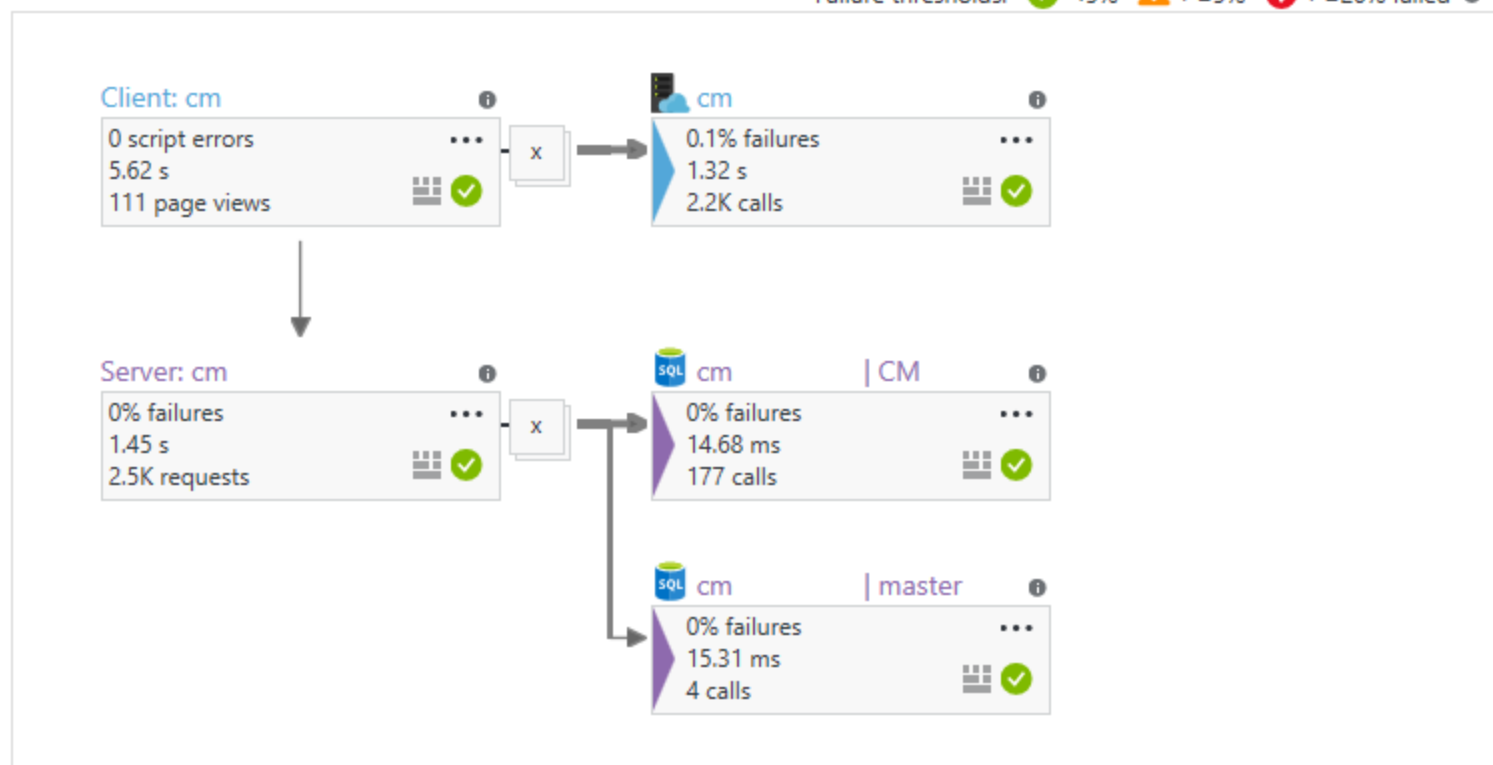 Client: cm
0 script errors
5.62 s
111 page views
x
cm
0.1% failures
1.32 s
2.2K calls
Server: cm
0% failures
1.45 s
2.5K requests
x
SQL
cm | CM
0% failures
14.68 ms
177 calls
SQL
cm | master
0% failures
15.31 ms
4 calls